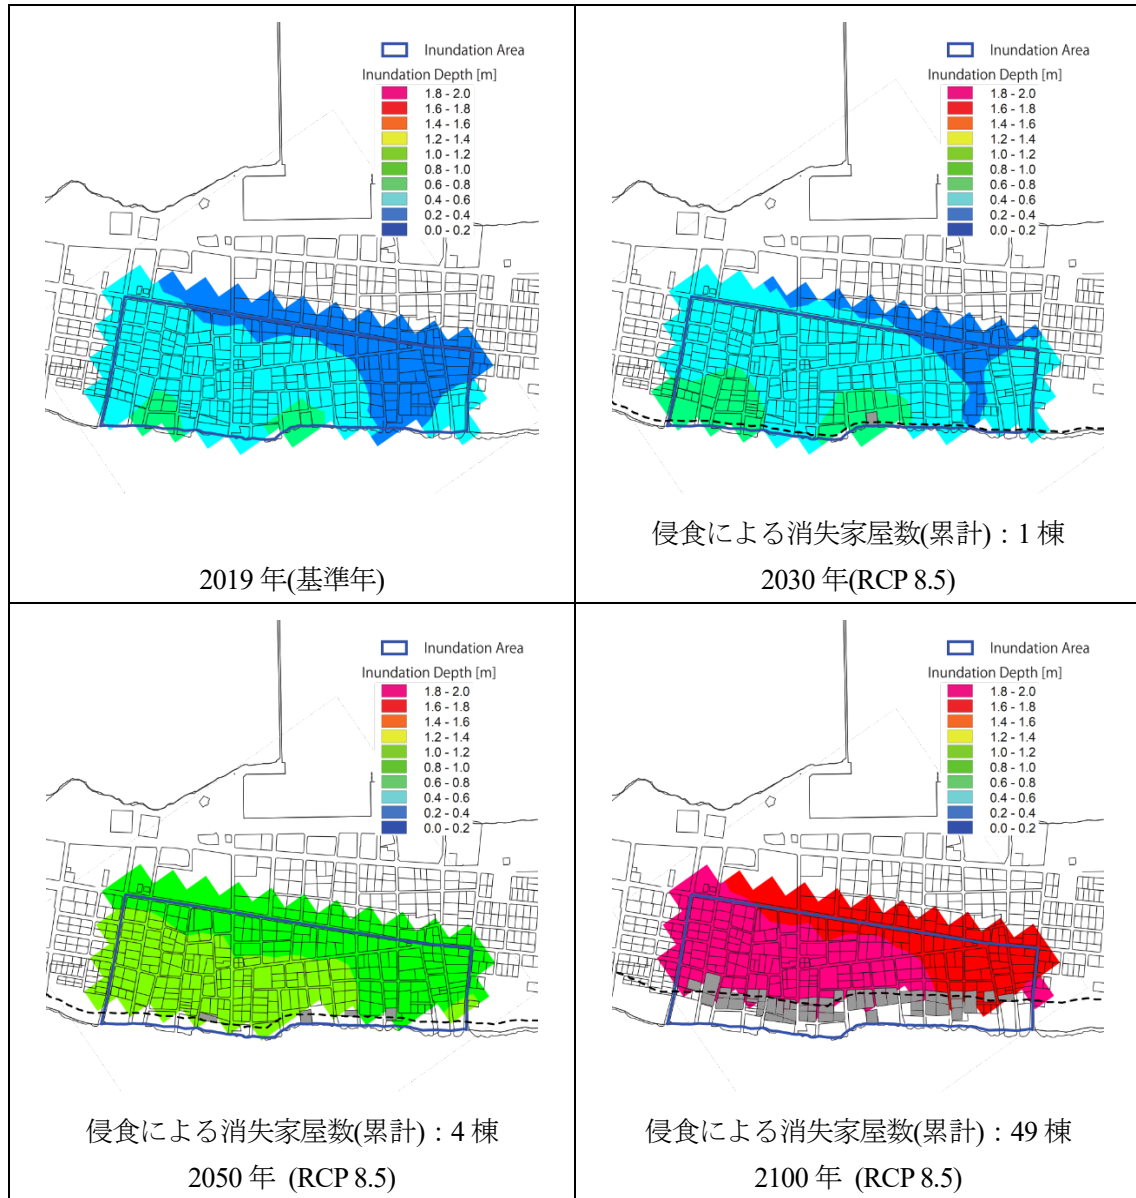 Inundation Area
Inundation Depth [m]
1.8 - 2.0
1.6 - 1.8
1.4 - 1.6
1.2 - 1.4
1.0 - 1.2
0.8 - 1.0
0.6 - 0.8
0.4 - 0.6
0.2 - 0.4
0.0 - 0.2
2019 年(基準年)
Inundation Area
Inundation Depth [m]
1.8 - 2.0
1.6 - 1.8
1.4 - 1.6
1.2 - 1.4
1.0 - 1.2
0.8 - 1.0
0.6 - 0.8
0.4 - 0.6
0.2 - 0.4
0.0 - 0.2
侵食による消失家屋数(累計)：1 棟
2030 年(RCP 8.5)
Inundation Area
Inundation Depth [m]
1.8 - 2.0
1.6 - 1.8
1.4 - 1.6
1.2 - 1.4
1.0 - 1.2
0.8 - 1.0
0.6 - 0.8
0.4 - 0.6
0.2 - 0.4
0.0 - 0.2
侵食による消失家屋数(累計)：4 棟
2050 年 (RCP 8.5)
Inundation Area
Inundation Depth [m]
1.8 - 2.0
1.6 - 1.8
1.4 - 1.6
1.2 - 1.4
1.0 - 1.2
0.8 - 1.0
0.6 - 0.8
0.4 - 0.6
0.2 - 0.4
0.0 - 0.2
侵食による消失家屋数(累計)：49 棟
2100 年 (RCP 8.5)